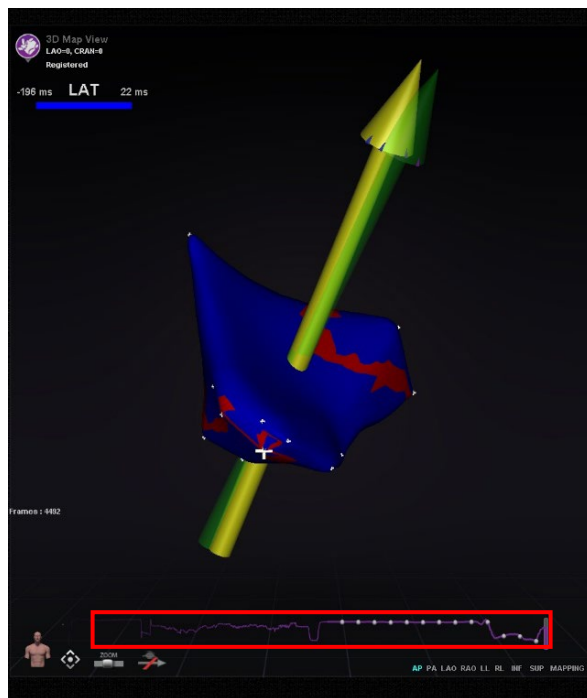 3D Map View
LAO=0, CRAN=0
Registered
-196 ms LAT 22 ms
Frames : 4492
ZOOM
AP PA LAO RAO LL RL INF SUP MAPPING